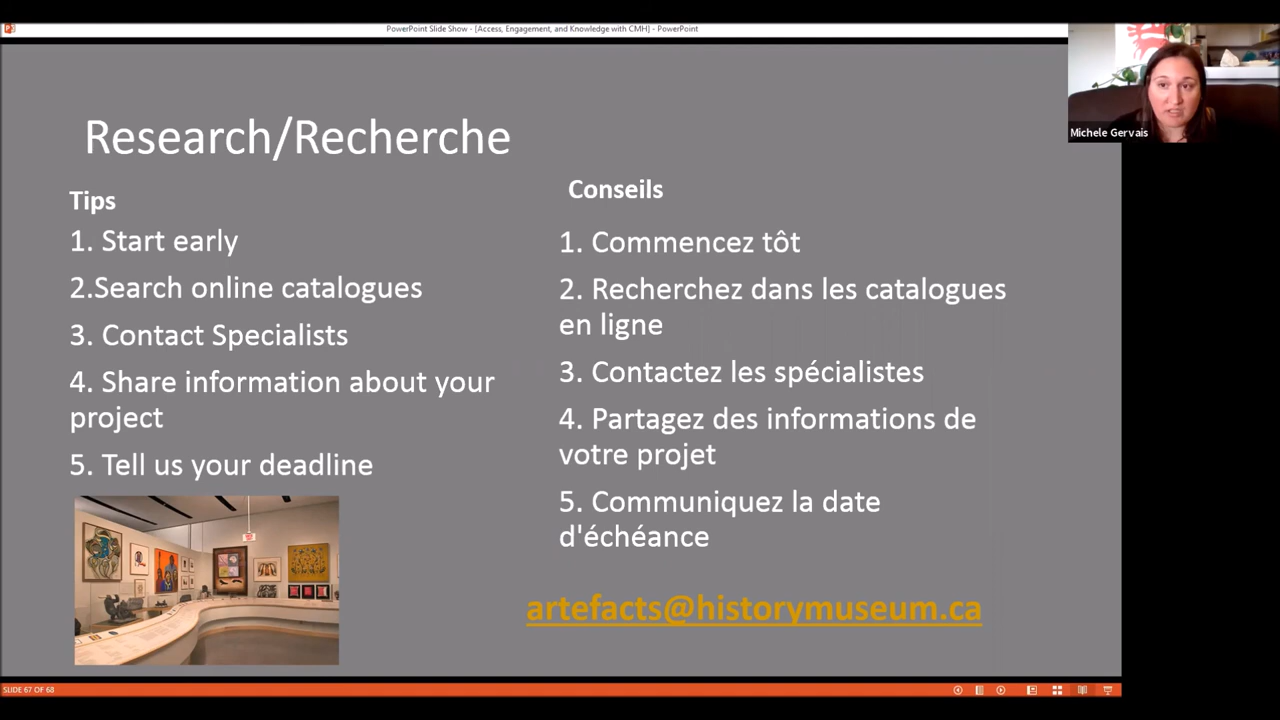 PowerPoint Slide Show - [Access, Engagement, and Knowledge with CMH] - PowerPoint
Michele Gervais
Research/Recherche
Tips
1. Start early
2.Search online catalogues
3. Contact Specialists
4. Share information about your
project
5. Tell us your deadline
Conseils
1. Commencez tôt
2. Recherchez dans les catalogues
en ligne
3. Contactez les spécialistes
4. Partagez des informations de
votre projet
5. Communiquez la date
d'échéance
artefacts@historymuseum.ca
SLIDE 67 OF 68